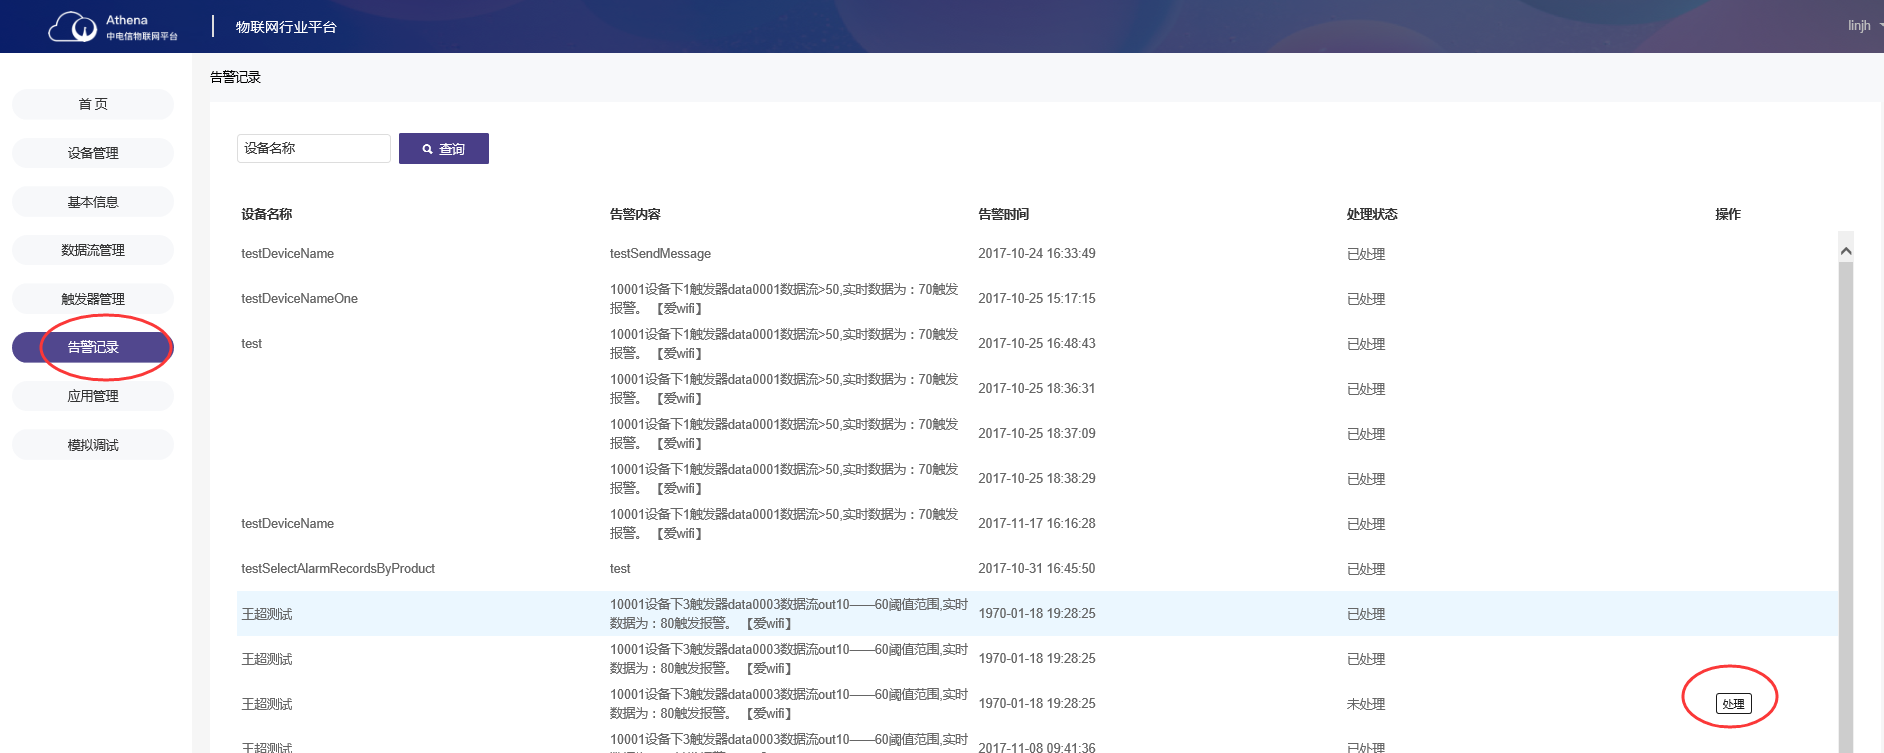 Athena
中电信物联网平台
物联网行业平台
linjh
首 页
设备管理
基本信息
数据流管理
触发器管理
告警记录
应用管理
模拟调试
告警记录
设备名称
查询
设备名称 告警内容 告警时间 处理状态 操作
testDeviceName testSendMessage 2017-10-24 16:33:49 已处理
testDeviceNameOne 10001设备下1触发器data0001数据流>50,实时数据为：70触发
报警。 【爱wifi】 2017-10-25 15:17:15 已处理
test 10001设备下1触发器data0001数据流>50,实时数据为：70触发
报警。 【爱wifi】 2017-10-25 16:48:43 已处理
10001设备下1触发器data0001数据流>50,实时数据为：70触发
报警。 【爱wifi】 2017-10-25 18:36:31 已处理
10001设备下1触发器data0001数据流>50,实时数据为：70触发
报警。 【爱wifi】 2017-10-25 18:37:09 已处理
10001设备下1触发器data0001数据流>50,实时数据为：70触发
报警。 【爱wifi】 2017-10-25 18:38:29 已处理
testDeviceName 10001设备下1触发器data0001数据流>50,实时数据为：70触发
报警。 【爱wifi】 2017-11-17 16:16:28 已处理
testSelectAlarmRecordsByProduct test 2017-10-31 16:45:50 已处理
王超测试 10001设备下3触发器data0003数据流out10——60阈值范围,实时
数据为：80触发报警。 【爱wifi】 1970-01-18 19:28:25 已处理
王超测试 10001设备下3触发器data0003数据流out10——60阈值范围,实时
数据为：80触发报警。 【爱wifi】 1970-01-18 19:28:25 已处理
王超测试 10001设备下3触发器data0003数据流out10——60阈值范围,实时
数据为：80触发报警。 【爱wifi】 1970-01-18 19:28:25 未处理 处理
王超测试 10001设备下3触发器data0003数据流out10——60阈值范围,实时
2017-11-08 09:41:36 已处理